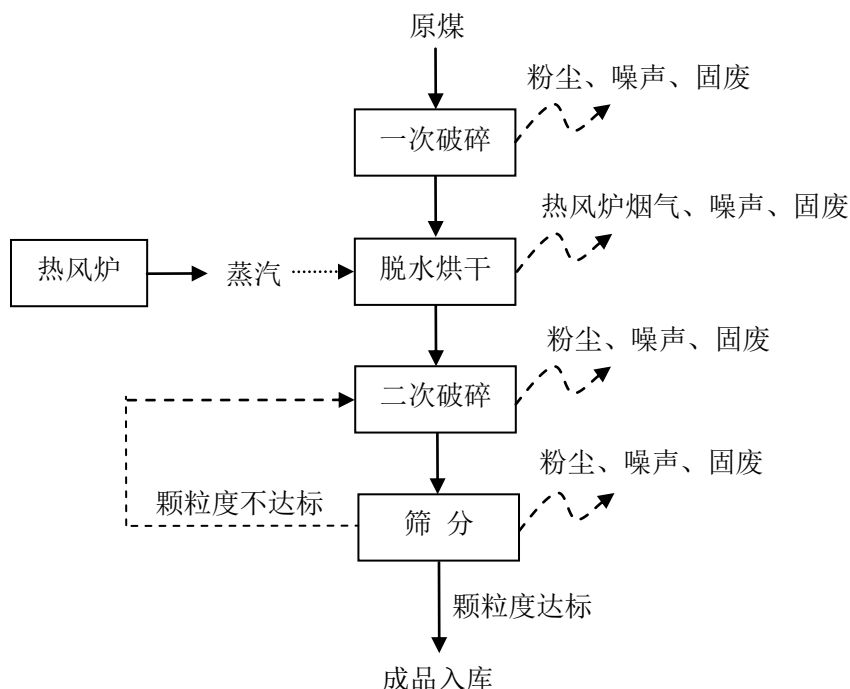 原煤
粉尘、噪声、固废
一次破碎
热风炉烟气、噪声、固废
热风炉
蒸汽
脱水烘干
粉尘、噪声、固废
二次破碎
粉尘、噪声、固废
颗粒度不达标
筛 分
颗粒度达标
成品入库